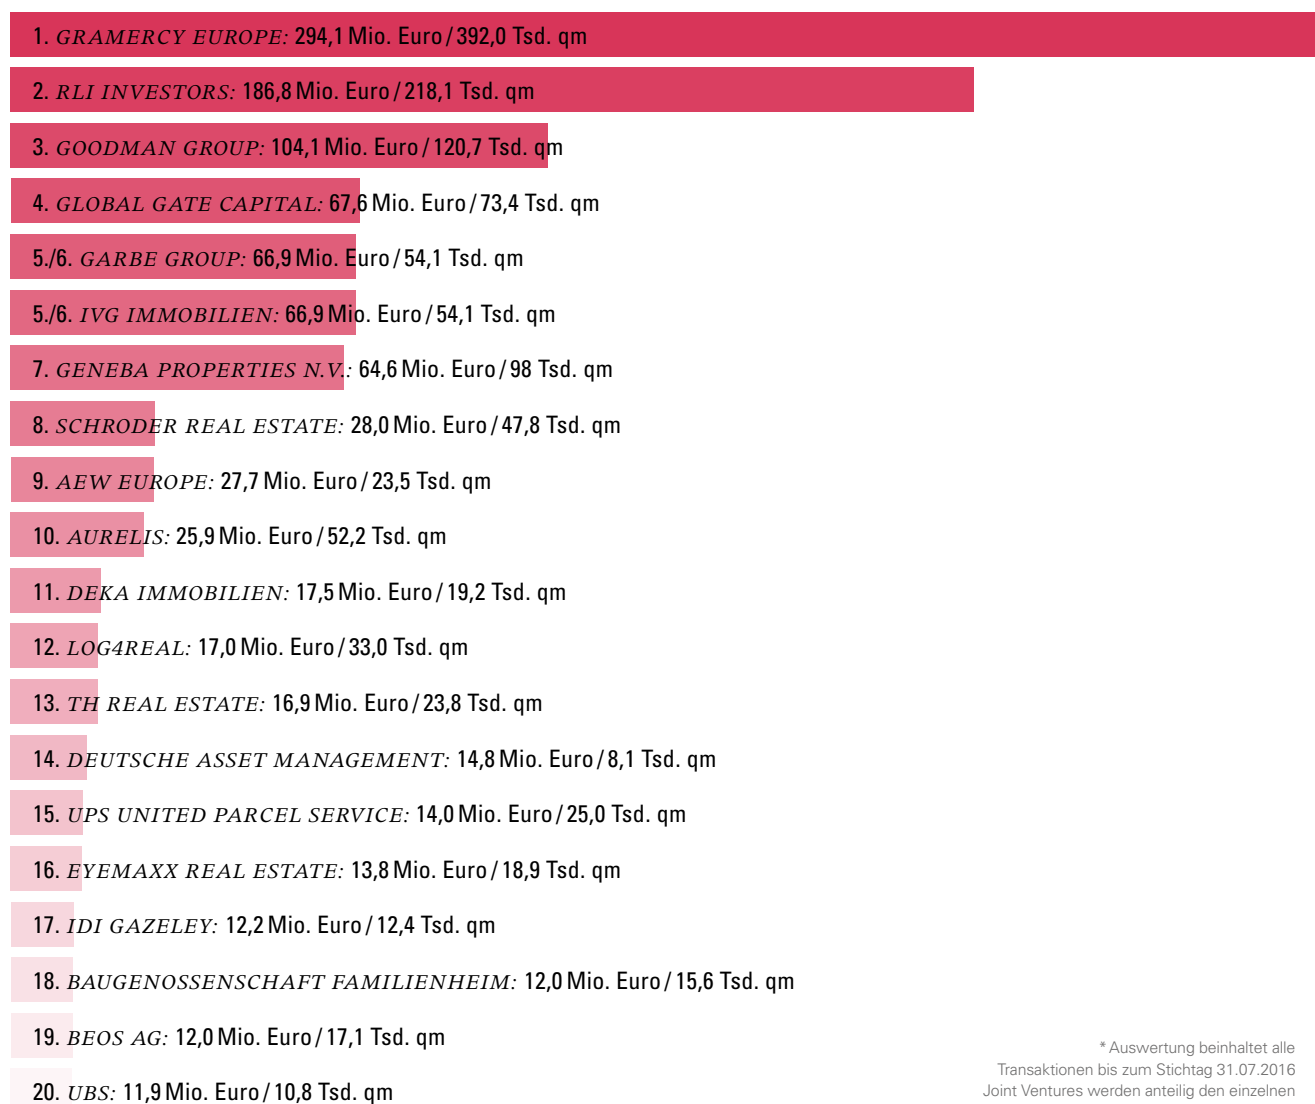 1. GRAMERCY EUROPE: 294,1 Mio. Euro / 392,0 Tsd. qm
2. RLI INVESTORS: 186,8 Mio. Euro / 218,1 Tsd. qm
3. GOODMAN GROUP: 104,1 Mio. Euro / 120,7 Tsd. qm
4. GLOBAL GATE CAPITAL: 67,6 Mio. Euro / 73,4 Tsd. qm
5./6. GARBE GROUP: 66,9 Mio. Euro / 54,1 Tsd. qm
5./6. IVG IMMOBILIEN: 66,9 Mio. Euro / 54,1 Tsd. qm
7. GENEBA PROPERTIES N.V.: 64,6 Mio. Euro / 98 Tsd. qm
8. SCHRODER REAL ESTATE: 28,0 Mio. Euro / 47,8 Tsd. qm
9. AEW EUROPE: 27,7 Mio. Euro / 23,5 Tsd. qm
10. AURELIS: 25,9 Mio. Euro / 52,2 Tsd. qm
11. DEKA IMMOBILIEN: 17,5 Mio. Euro / 19,2 Tsd. qm
12. LOG4REAL: 17,0 Mio. Euro / 33,0 Tsd. qm
13. TH REAL ESTATE: 16,9 Mio. Euro / 23,8 Tsd. qm
14. DEUTSCHE ASSET MANAGEMENT: 14,8 Mio. Euro / 8,1 Tsd. qm
15. UPS UNITED PARCEL SERVICE: 14,0 Mio. Euro / 25,0 Tsd. qm
16. EYEMAXX REAL ESTATE: 13,8 Mio. Euro / 18,9 Tsd. qm
17. IDI GAZELEY: 12,2 Mio. Euro / 12,4 Tsd. qm
18. BAUGENOSSENSCHAFT FAMILIENHEIM: 12,0 Mio. Euro / 15,6 Tsd. qm
19. BEOS AG: 12,0 Mio. Euro / 17,1 Tsd. qm
20. UBS: 11,9 Mio. Euro / 10,8 Tsd. qm
* Auswertung beinhaltet alle
Transaktionen bis zum Stichtag 31.07.2016
Joint Ventures werden anteilig den einzelnen